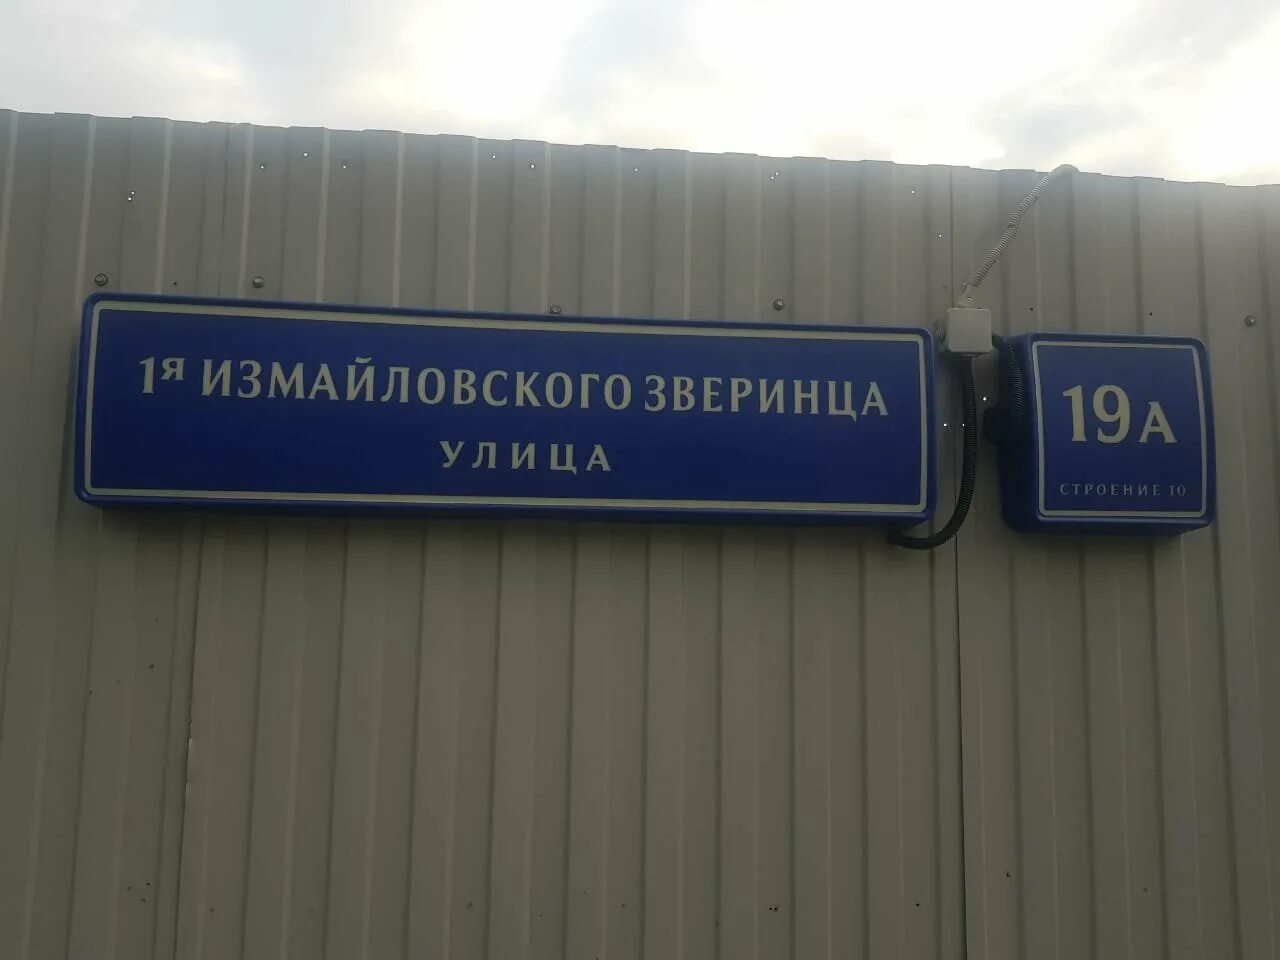 1я ИЗМАЙЛОВСКОГО ЗВЕРИНЦА
УЛИЦА
19А
СТРОЕНИЕ 10